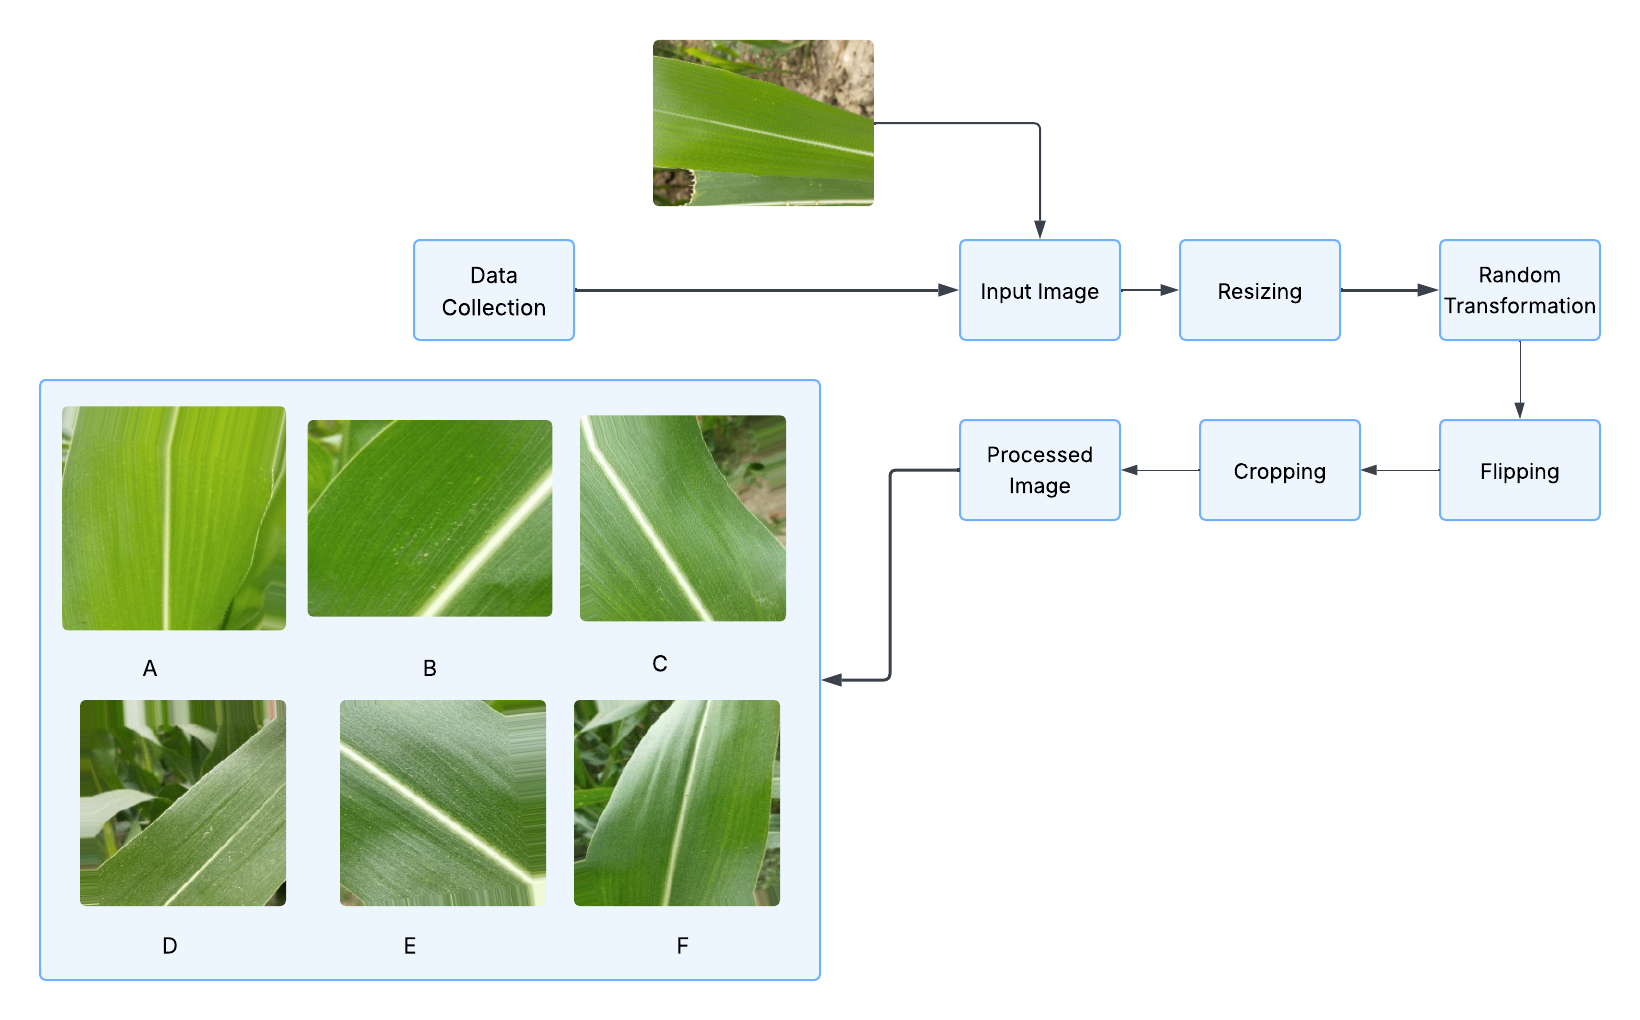 Data
Collection
Input Image
Resizing
Random
Transformation
Processed
Image
Cropping
Flipping
A
B
C
D
E
F